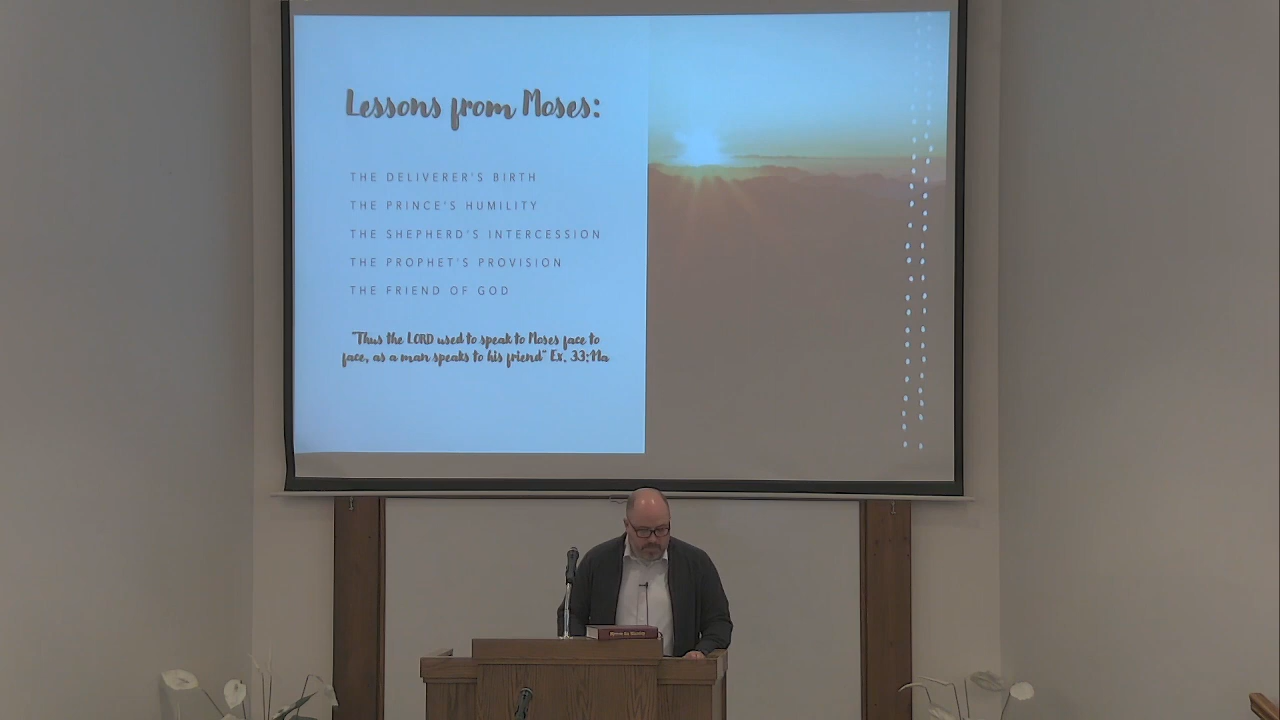 Lessons from Moses:
THE DELIVERER'S BIRTH
THE PRINCE'S HUMILITY
THE SHEPHERD'S INTERCESSION
THE PROPHET'S PROVISION
THE FRIEND OF GOD
"Thus the LORD used to speak to Moses face to
face, as a man speaks to his friend" Ex. 33:11a